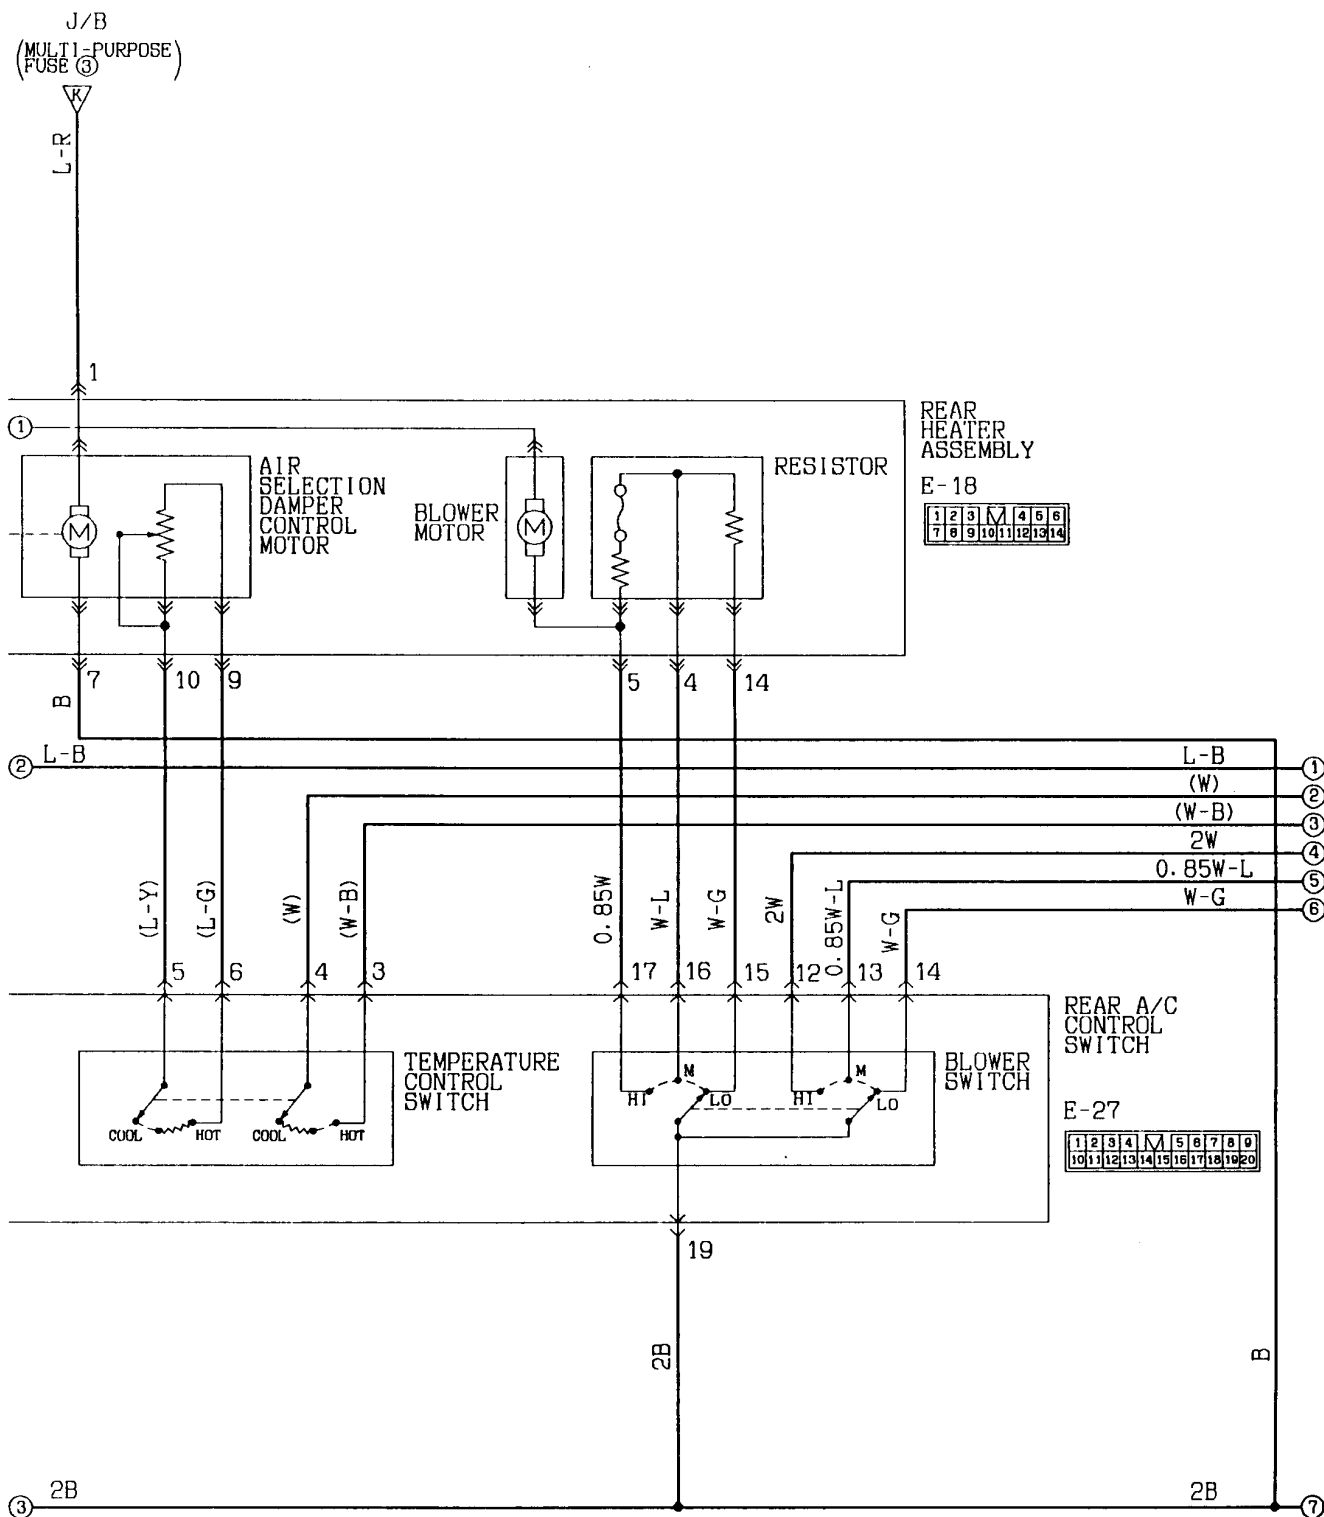 J/B
(MULTI-PURPOSE
FUSE ③)
K
L-R
1
①
REAR
HEATER
ASSEMBLY
AIR
SELECTION
DAMPER
CONTROL
MOTOR
BLOWER
MOTOR
RESISTOR
E-18
1 2 3 4 5 6
7 8 9 10 11 12 13 14
M
M
7 10 9 5 4 14
B
② L-B
L-B ①
(W) ②
(W-B) ③
2W ④
0.85W-L ⑤
W-G ⑥
(L-Y) (L-G) (W) (W-B) 0.85W W-L W-G 2W 0.85W-L W-G
5 6 4 3 17 16 15 12 13 14
REAR A/C
CONTROL
SWITCH
TEMPERATURE
CONTROL
SWITCH
BLOWER
SWITCH
COOL HOT COOL HOT
HI M LO HI M LO
E-27
1 2 3 4 5 6 7 8 9
10 11 12 13 14 15 16 17 18 19 20
19
2B
B
③ 2B
2B ⑦